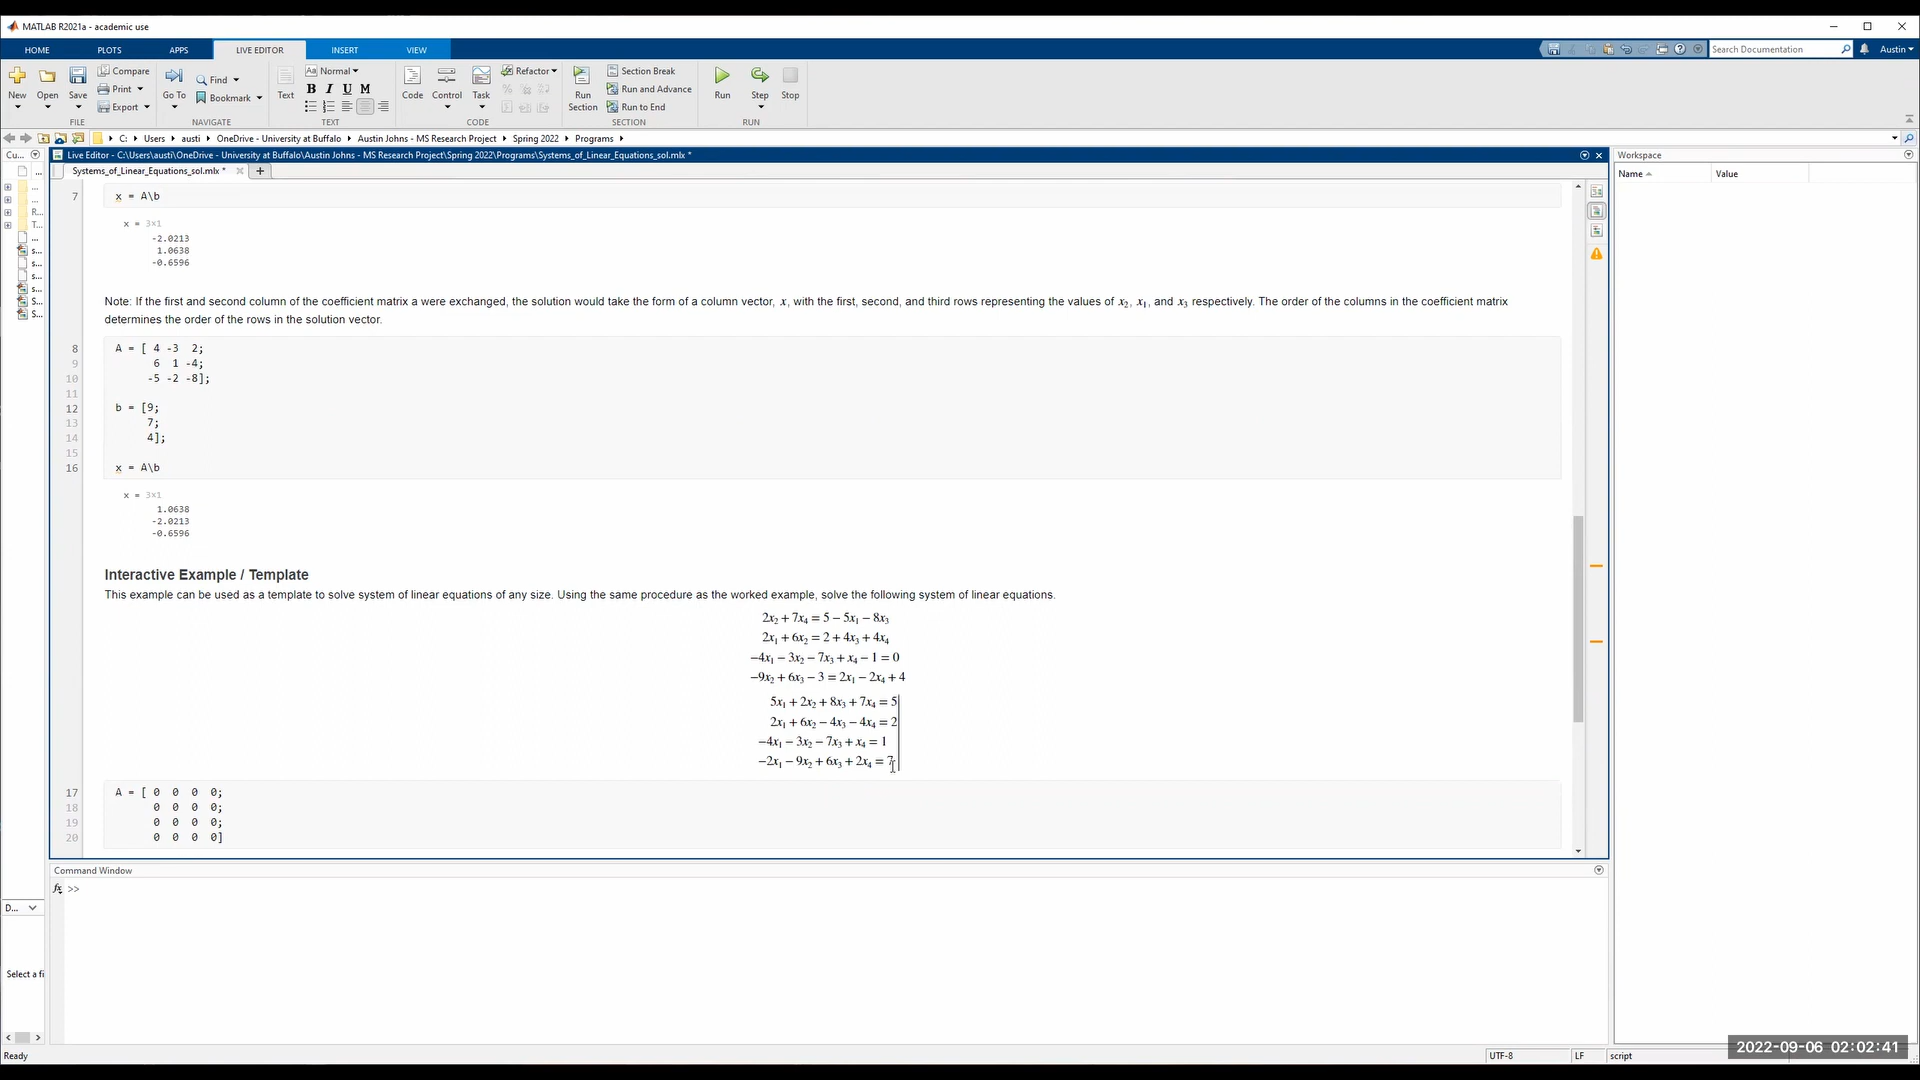 MATLAB R2021a - academic use
HOME PLOTS APPS LIVE EDITOR INSERT VIEW
Search Documentation Austin
New Open Save Compare Print Export
FILE
Go To Find Bookmark
NAVIGATE
Text Normal B I U M
TEXT
Code Control Task Refactor
CODE
Run Section Section Break Run and Advance Run to End
SECTION
Run Step Stop
RUN
C: Users austi OneDrive - University at Buffalo Austin Johns - MS Research Project Spring 2022 Programs
Cu...
Live Editor - C:\Users\austi\OneDrive - University at Buffalo\Austin Johns - MS Research Project\Spring 2022\Programs\Systems_of_Linear_Equations_sol.mlx *
Workspace
Systems_of_Linear_Equations_sol.mlx *
Name Value
7 x = A\b
x = 3×1
-2.0213
1.0638
-0.6596
Note: If the first and second column of the coefficient matrix a were exchanged, the solution would take the form of a column vector, x, with the first, second, and third rows representing the values of x₂, x₁, and x₃ respectively. The order of the columns in the coefficient matrix
determines the order of the rows in the solution vector.
8 A = [ 4 -3 2;
9 6 1 -4;
10 -5 -2 -8];
11
12 b = [9;
13 7;
14 4];
15
16 x = A\b
x = 3×1
1.0638
-2.0213
-0.6596
Interactive Example / Template
This example can be used as a template to solve system of linear equations of any size. Using the same procedure as the worked example, solve the following system of linear equations.
2x₂ + 7x₄ = 5 − 5x₁ − 8x₃
2x₁ + 6x₂ = 2 + 4x₃ + 4x₄
−4x₁ − 3x₂ − 7x₃ + x₄ − 1 = 0
−9x₂ + 6x₃ − 3 = 2x₁ − 2x₄ + 4
5x₁ + 2x₂ + 8x₃ + 7x₄ = 5
2x₁ + 6x₂ − 4x₃ − 4x₄ = 2
−4x₁ − 3x₂ − 7x₃ + x₄ = 1
−2x₁ − 9x₂ + 6x₃ + 2x₄ = 7
17 A = [ 0 0 0 0;
18 0 0 0 0;
19 0 0 0 0;
20 0 0 0 0]
Command Window
fx >>
D...
Select a fi
Ready
UTF-8 LF script
2022-09-06 02:02:41